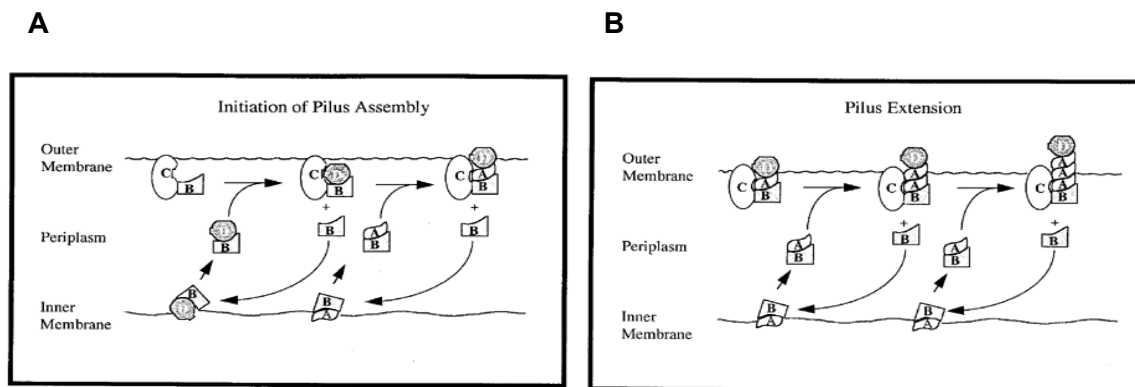 A
Initiation of Pilus Assembly
Outer
Membrane
C
B
C
B
C
A
B
+
+
Periplasm
B
B
A
B
B
Inner
Membrane
B
B
A
B
Pilus Extension
Outer
Membrane
C
A
B
C
A
A
B
C
A
A
A
B
+
+
Periplasm
A
B
B
A
B
B
Inner
Membrane
B
A
B
A